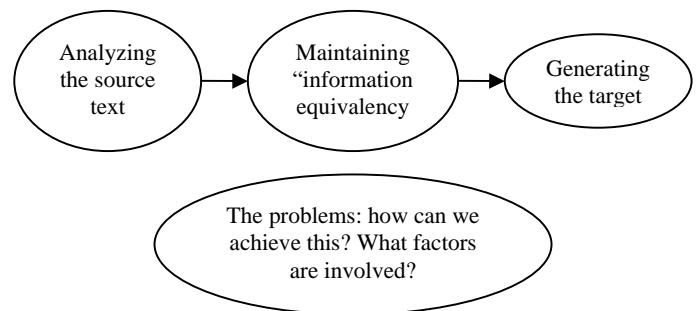 Analyzing
the source
text
Maintaining
“information
equivalency
Generating
the target
The problems: how can we
achieve this? What factors
are involved?